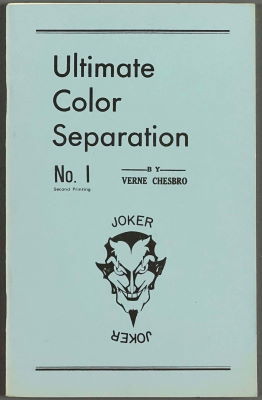 Ultimate
Color
Separation
No. 1
Second Printing
BY
VERNE CHESBRO
JOKER
JOKER